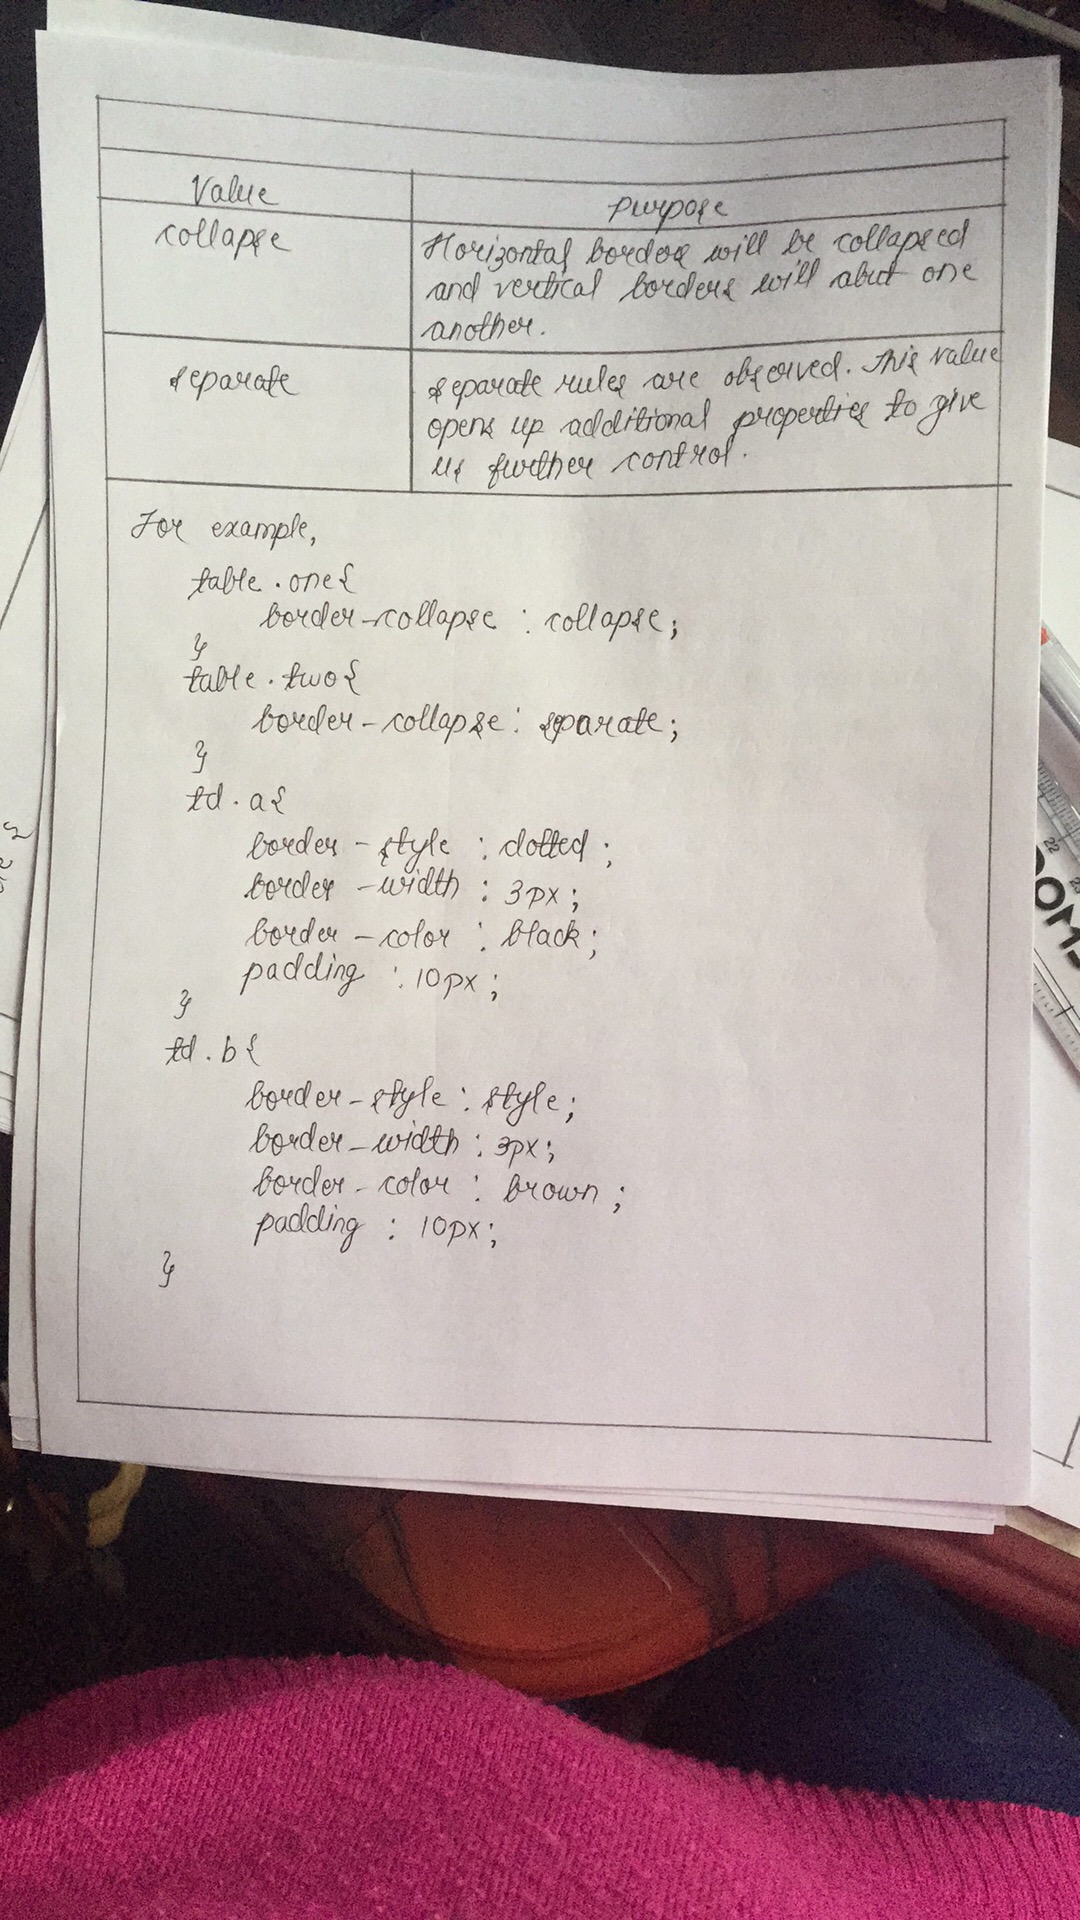 Value purpose
collapse Horizontal borders will be collapsed
and vertical borders will abut one
another.
separate separate rules are observed. This value
opens up additional properties to give
us further control.
For example,
table.one{
border-collapse : collapse;
}
table.two{
border-collapse : separate;
}
td.a{
border-style : dotted;
border-width : 3px;
border-color : black;
padding : 10px;
}
td.b{
border-style : style;
border-width : 3px;
border-color : brown;
padding : 10px;
}
22